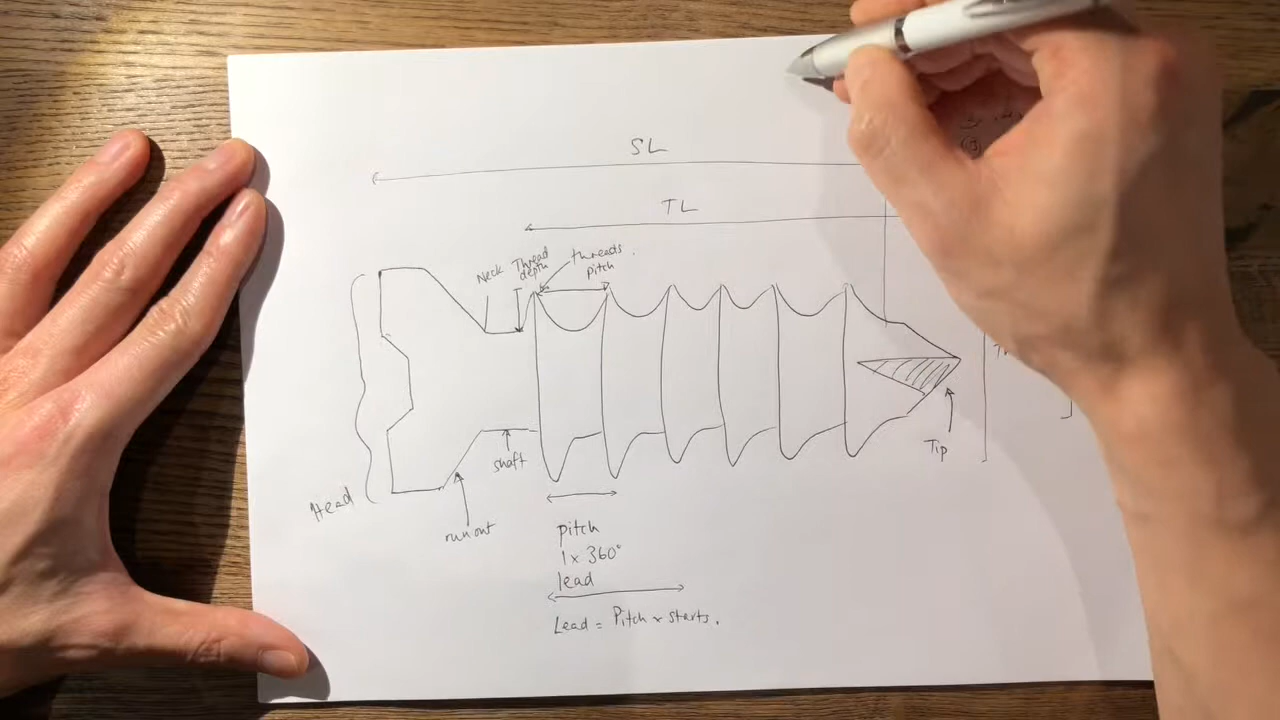 SL
TL
Neck
Thread
depth
threads.
pitch
shaft
Tip
Head
run out
pitch
1 x 360°
lead
Lead = Pitch x starts.